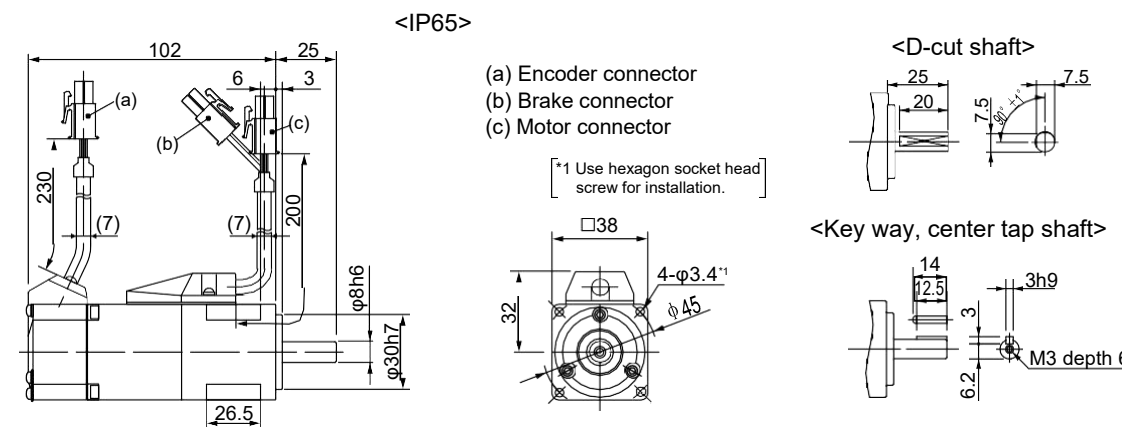 <IP65>
102
25
6
3
(a)
(b)
(c)
230
(7)
(7)
200
φ8h6
φ30h7
26.5
(a) Encoder connector
(b) Brake connector
(c) Motor connector
*1 Use hexagon socket head
screw for installation.
□38
4-φ3.4*1
φ45
32
<D-cut shaft>
25
20
7.5
7.5
90° ±1°
<Key way, center tap shaft>
14
12.5
3h9
3
6.2
M3 depth 6